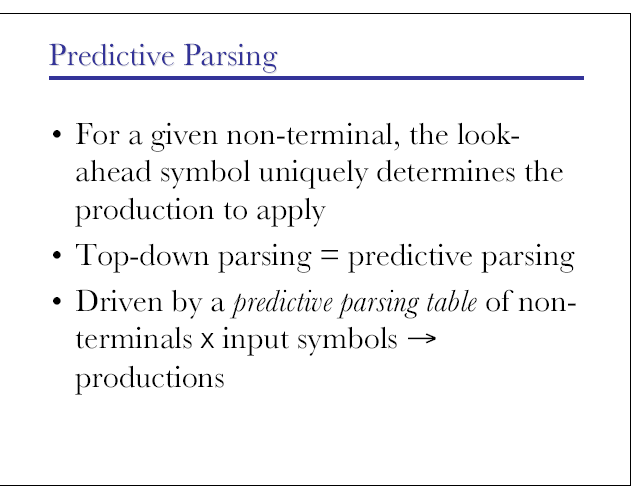 Predictive Parsing
• For a given non-terminal, the look-
ahead symbol uniquely determines the
production to apply
• Top-down parsing = predictive parsing
• Driven by a predictive parsing table of non-
terminals x input symbols →
productions